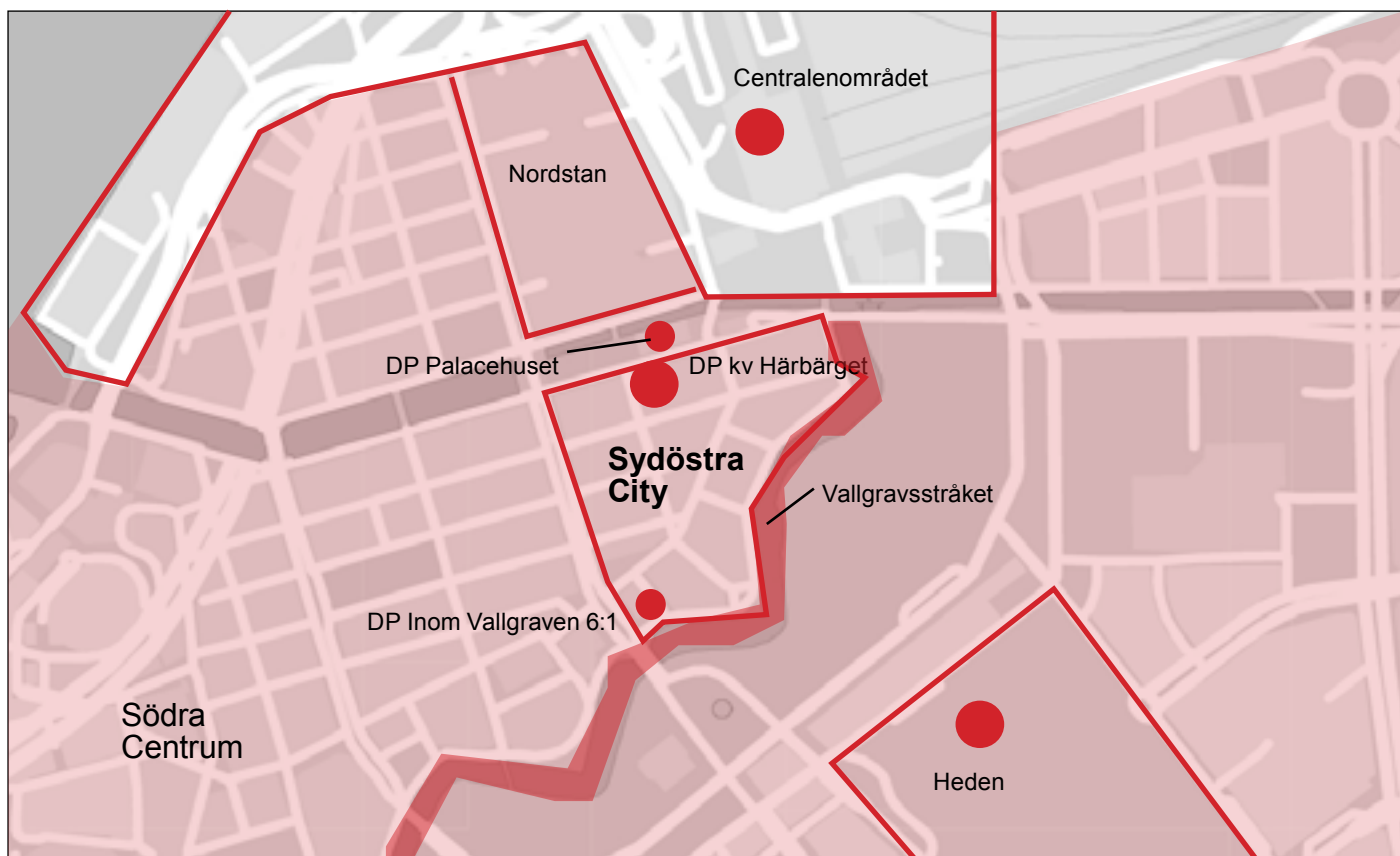 Centralenområdet
Nordstan
DP Palacehuset
DP kv Härbärget
Sydöstra
City
Vallgravsstråket
DP Inom Vallgraven 6:1
Södra
Centrum
Heden